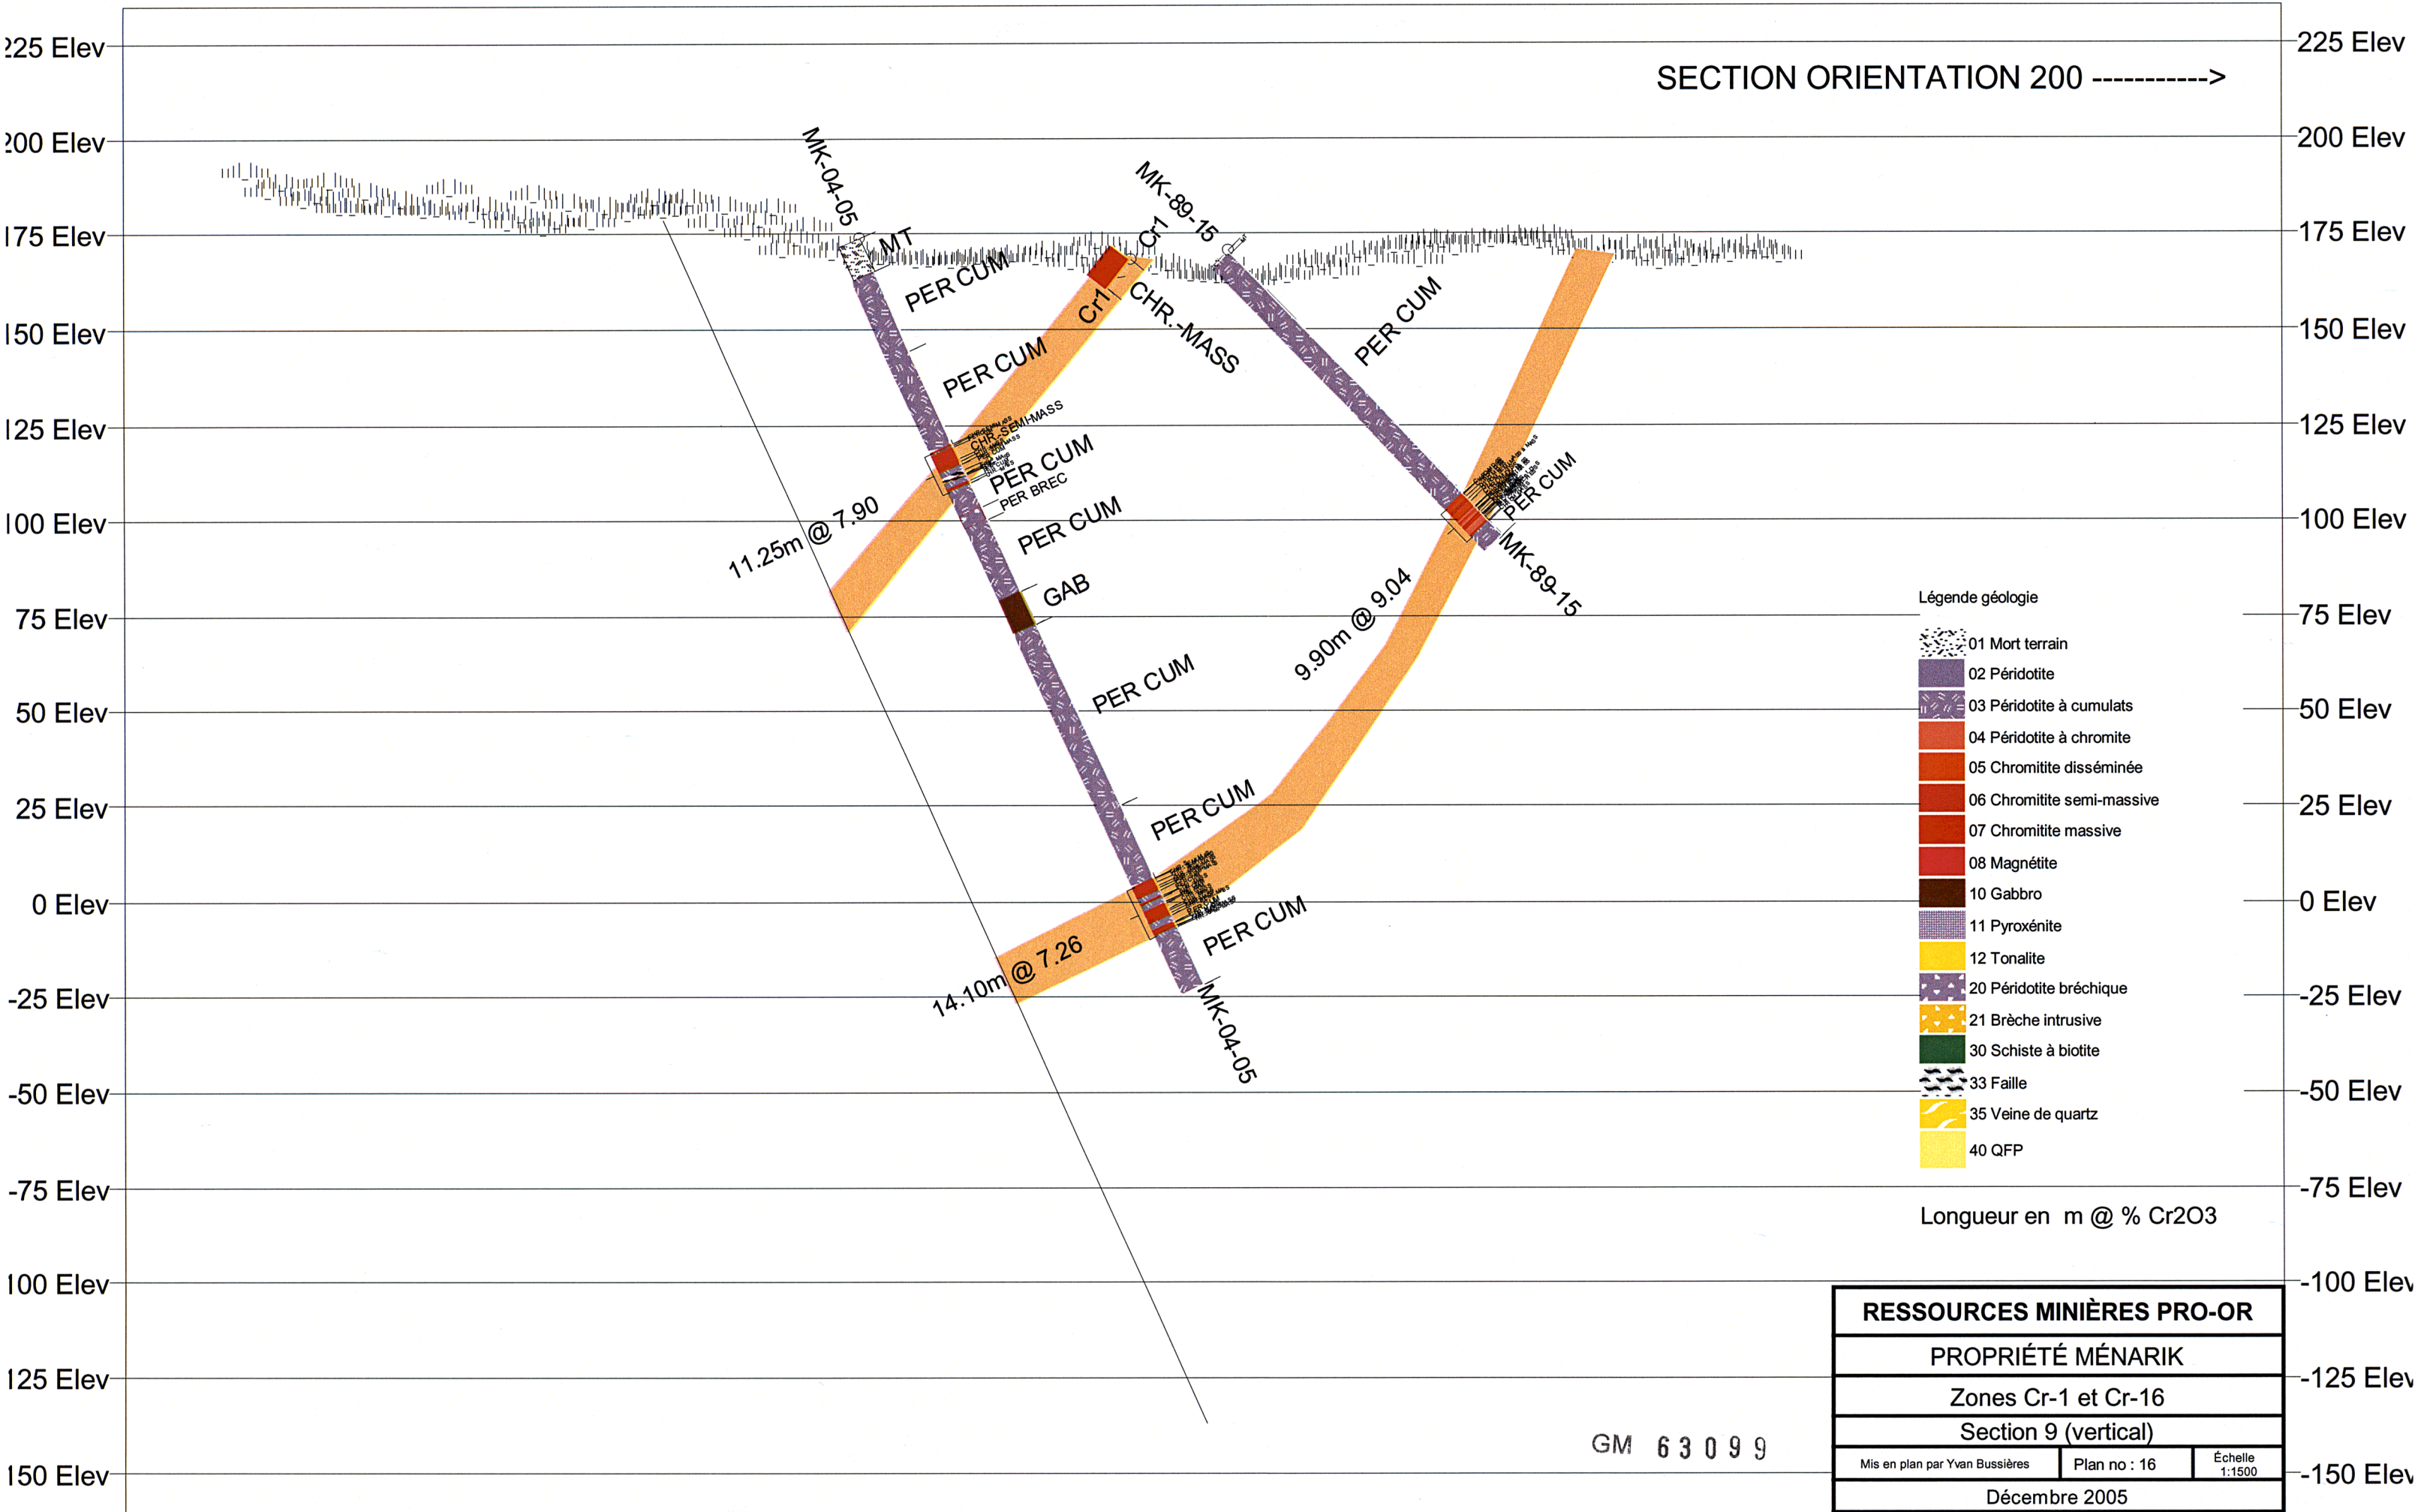 225 Elev
200 Elev
175 Elev
150 Elev
125 Elev
100 Elev
75 Elev
50 Elev
25 Elev
0 Elev
-25 Elev
-50 Elev
-75 Elev
100 Elev
125 Elev
150 Elev
SECTION ORIENTATION 200 ----------->
MK-04-05
MT
PER CUM
PER CUM
CHR-SEMI-MASS
PER CUM
PER BREC
PER CUM
GAB
PER CUM
PER CUM
PER CUM
MK-04-05
11.25m @ 7.90
14.10m @ 7.26
Cr1
Cr1
CHR.-MASS
MK-89-15
PER CUM
PER CUM
MK-89-15
9.90m @ 9.04
225 Elev
200 Elev
175 Elev
150 Elev
125 Elev
100 Elev
75 Elev
50 Elev
25 Elev
0 Elev
-25 Elev
-50 Elev
-75 Elev
-100 Elev
-125 Elev
-150 Elev
Légende géologie
01 Mort terrain
02 Péridotite
03 Péridotite à cumulats
04 Péridotite à chromite
05 Chromitite disséminée
06 Chromitite semi-massive
07 Chromitite massive
08 Magnétite
10 Gabbro
11 Pyroxénite
12 Tonalite
20 Péridotite bréchique
21 Brèche intrusive
30 Schiste à biotite
33 Faille
35 Veine de quartz
40 QFP
Longueur en m @ % Cr2O3
GM 63099
RESSOURCES MINIÈRES PRO-OR
PROPRIÉTÉ MÉNARIK
Zones Cr-1 et Cr-16
Section 9 (vertical)
Mis en plan par Yvan Bussières
Plan no : 16
Échelle
1:1500
Décembre 2005